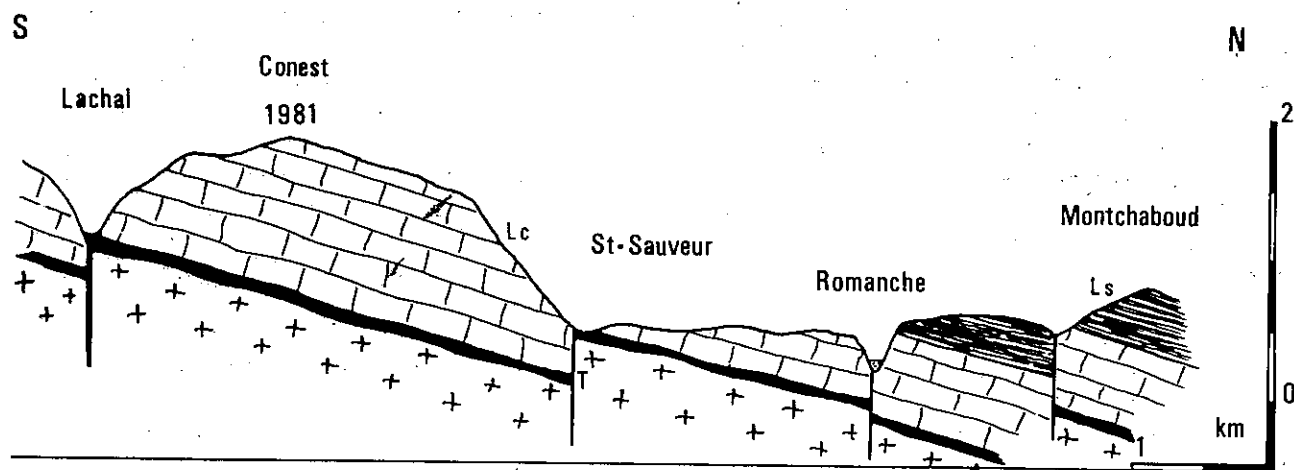 S
N
Conest
1981
Lachal
2
Lc
St-Sauveur
Montchaboud
Romanche
Ls
T
0
km
1